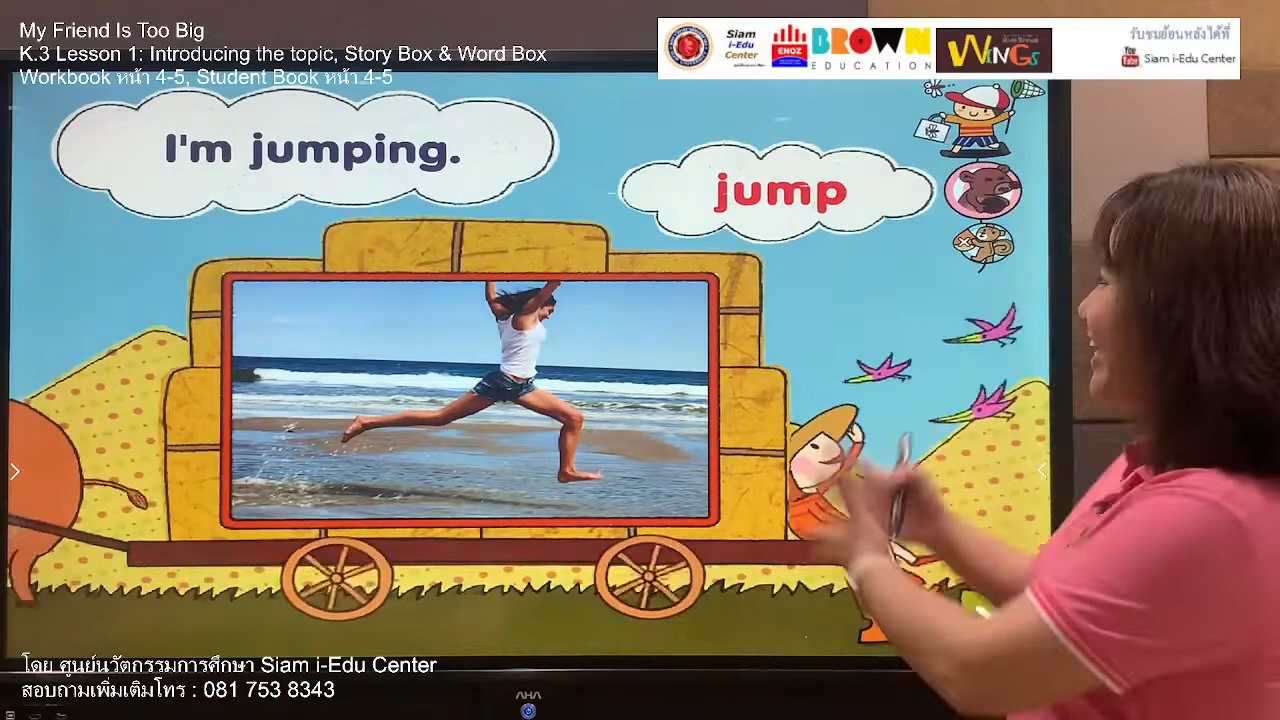 My Friend Is Too Big
K.3 Lesson 1: Introducing the topic, Story Box & Word Box
Workbook หน้า 4-5, Student Book หน้า 4-5
Siam
i-Edu
Center
ENOZ
BROWN
EDUCATION
WiNGs
รับชมย้อนหลังได้ที่
You
Tube
Siam i-Edu Center
I'm jumping.
jump
โดย ศูนย์นวัตกรรมการศึกษา Siam i-Edu Center
สอบถามเพิ่มเติมโทร : 081 753 8343
AHA